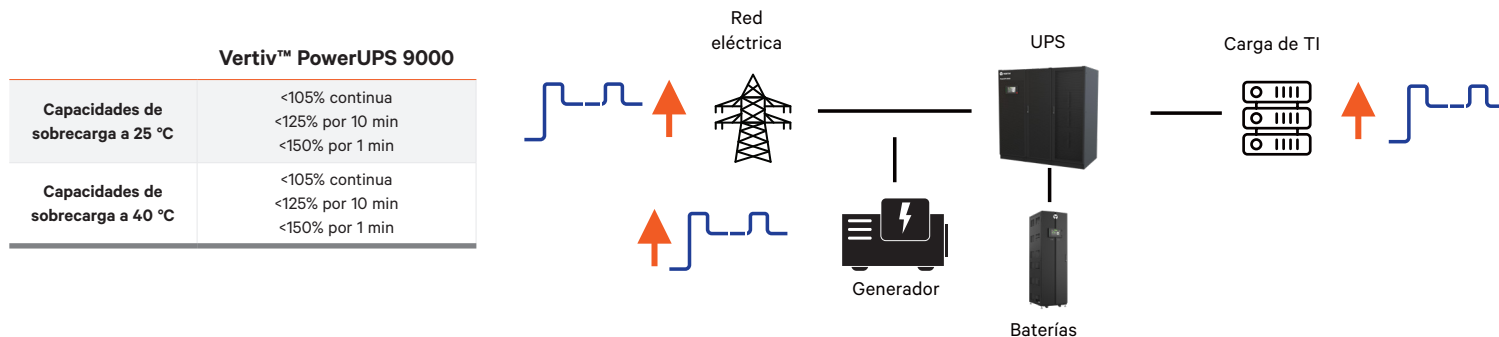 Vertiv™ PowerUPS 9000
Capacidades de
sobrecarga a 25 °C
<105% continua
<125% por 10 min
<150% por 1 min
Capacidades de
sobrecarga a 40 °C
<105% continua
<125% por 10 min
<150% por 1 min
Red
eléctrica
UPS
Carga de TI
Generador
Baterías